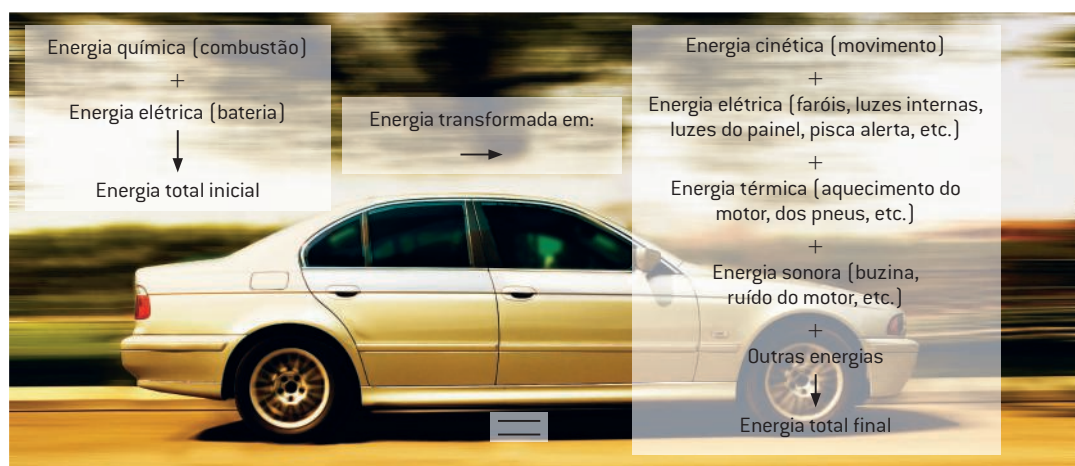 Energia química (combustão)
+
Energia elétrica (bateria)
Energia total inicial
Energia transformada em:
Energia cinética (movimento)
+
Energia elétrica (faróis, luzes internas,
luzes do painel, pisca alerta, etc.)
+
Energia térmica (aquecimento do
motor, dos pneus, etc.)
+
Energia sonora (buzina,
ruído do motor, etc.)
+
Outras energias
Energia total final